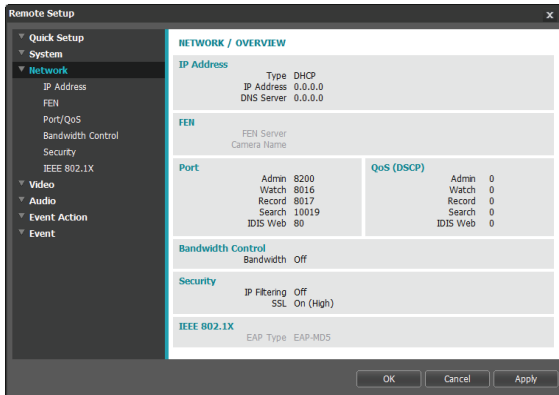 Remote Setup
x
Quick Setup
System
Network
IP Address
FEN
Port/QoS
Bandwidth Control
Security
IEEE 802.1X
Video
Audio
Event Action
Event
NETWORK / OVERVIEW
IP Address
Type DHCP
IP Address 0.0.0.0
DNS Server 0.0.0.0
FEN
FEN Server
Camera Name
Port
Admin 8200
Watch 8016
Record 8017
Search 10019
IDIS Web 80
QoS (DSCP)
Admin 0
Watch 0
Record 0
Search 0
IDIS Web 0
Bandwidth Control
Bandwidth Off
Security
IP Filtering Off
SSL On (High)
IEEE 802.1X
EAP Type EAP-MD5
OK Cancel Apply